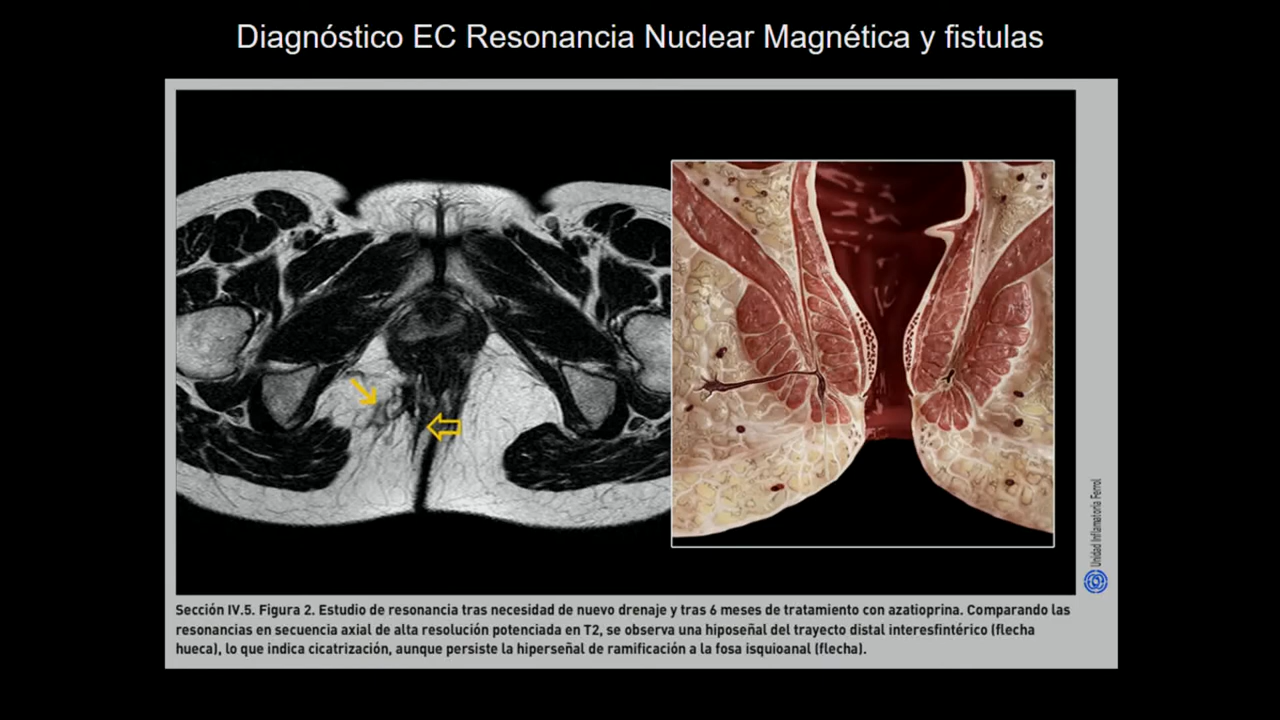 Diagnóstico EC Resonancia Nuclear Magnética y fistulas
Unidad Inflamatoria Ferrol
Sección IV.5. Figura 2. Estudio de resonancia tras necesidad de nuevo drenaje y tras 6 meses de tratamiento con azatioprina. Comparando las
resonancias en secuencia axial de alta resolución potenciada en T2, se observa una hiposeñal del trayecto distal interesfintérico (flecha
hueca), lo que indica cicatrización, aunque persiste la hiperseñal de ramificación a la fosa isquioanal (flecha).